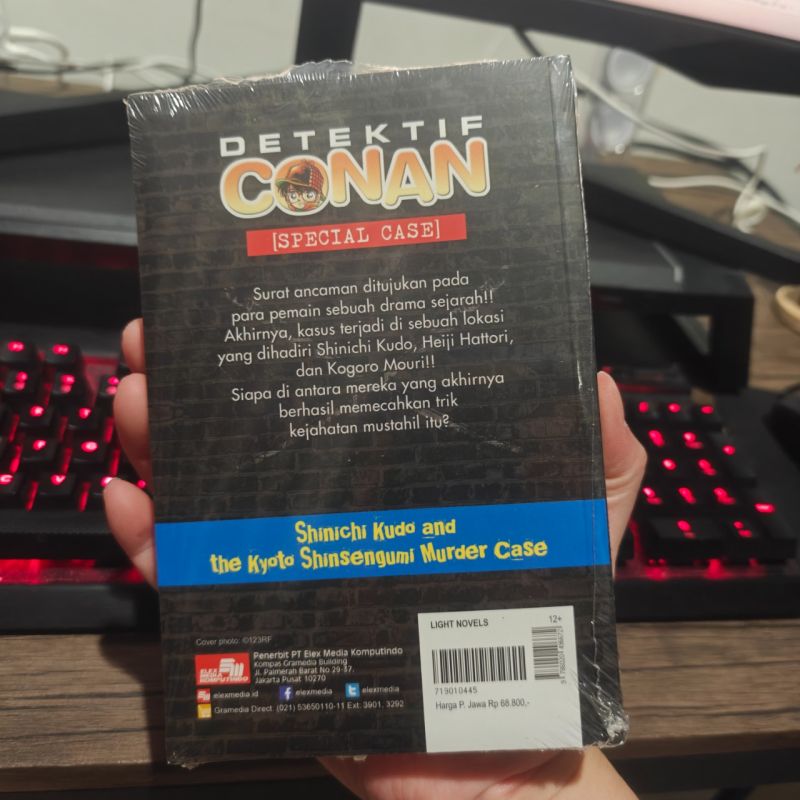 DETEKTIF
CONAN
[SPECIAL CASE]
Surat ancaman ditujukan pada
para pemain sebuah drama sejarah!!
Akhirnya, kasus terjadi di sebuah lokasi
yang dihadiri Shinichi Kudo, Heiji Hattori,
dan Kogoro Mouri!!
Siapa di antara mereka yang akhirnya
berhasil memecahkan trik
kejahatan mustahil itu?
Shinichi Kudo and
the Kyoto Shinsengumi Murder Case
Cover photo: ©123RF
ELEX MEDIA KOMPUTINDO
Penerbit PT Elex Media Komputindo
Kompas Gramedia Building
Jl. Palmerah Barat No 29-37.
Jakarta Pusat 10270
elexmedia.id elexmedia elexmedia
Gramedia Direct. (021) 53650110-11 Ext: 3901. 3292
LIGHT NOVELS 12+
719010445
Harga P. Jawa Rp 68.800,-